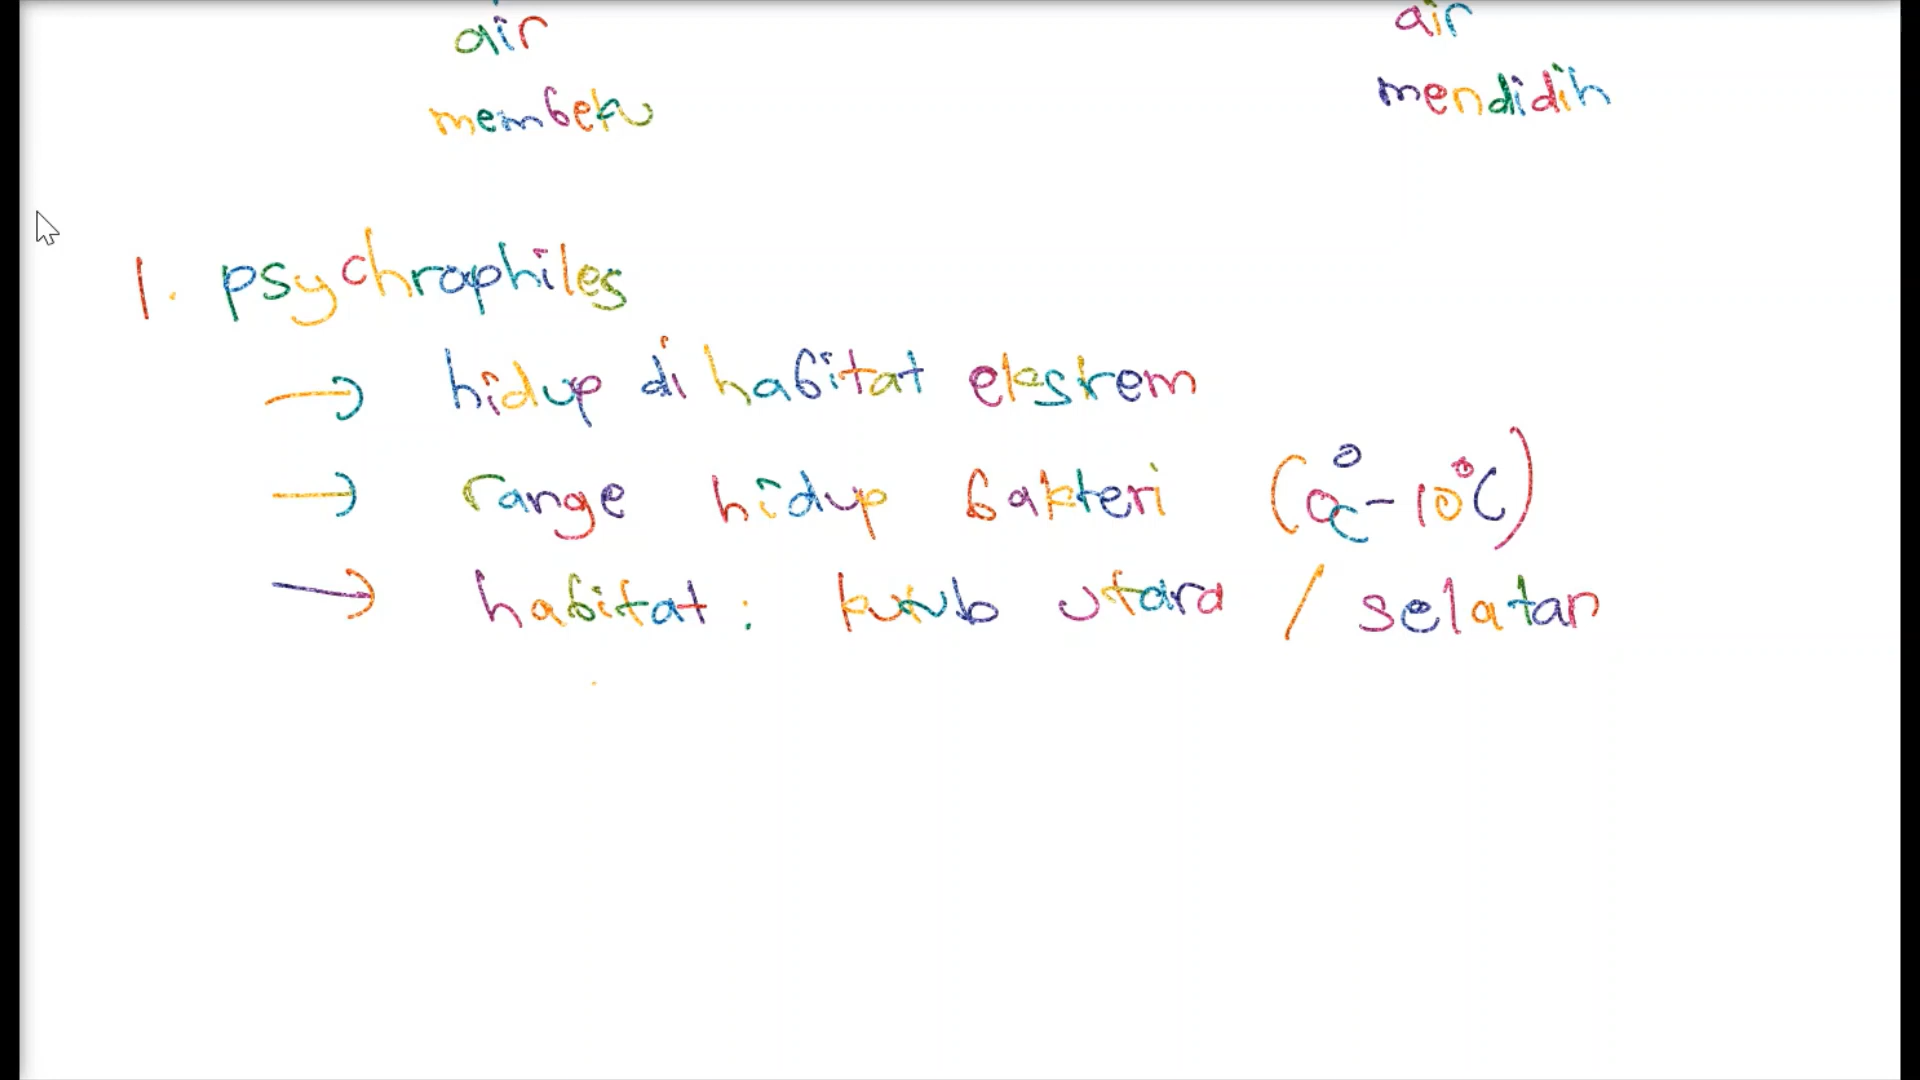 air air
membeku mendidih
1. psychrophiles
→ hidup di habitat ekstrem
→ range hidup bakteri (0°C - 10°C)
→ habitat : kutub utara / selatan